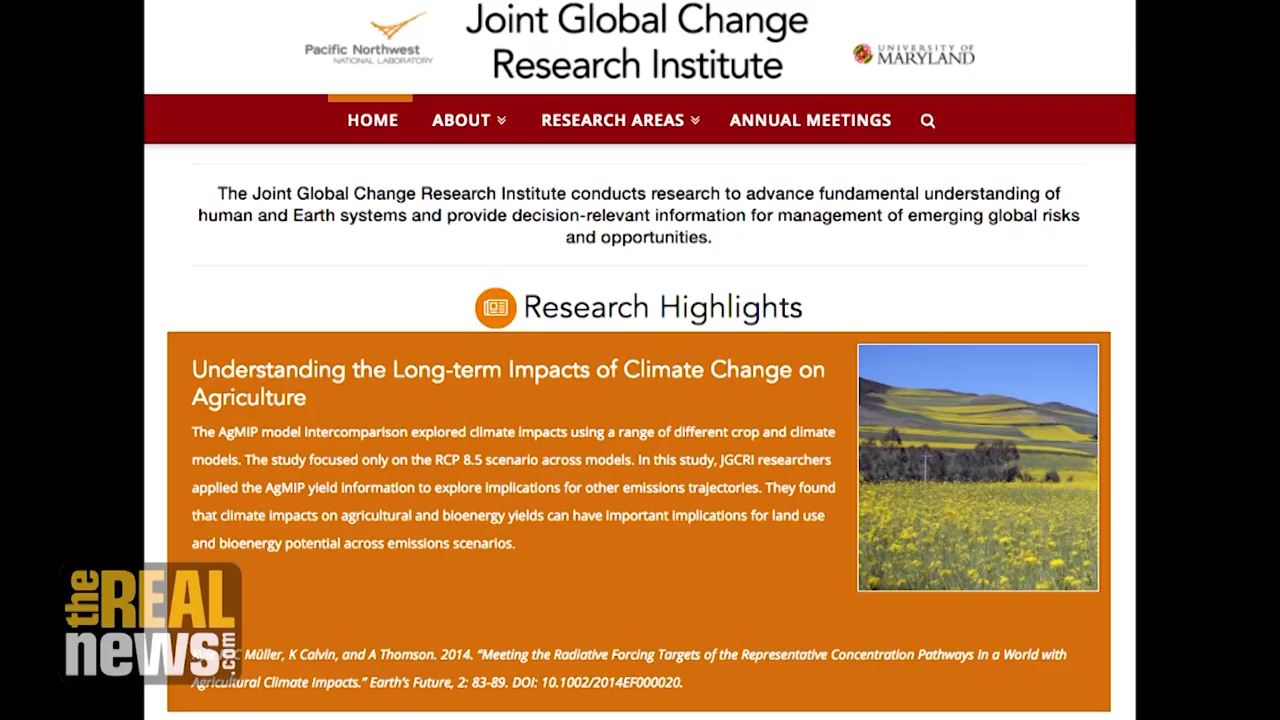 Joint Global Change
Research Institute
Pacific Northwest
NATIONAL LABORATORY
UNIVERSITY OF
MARYLAND
HOME ABOUT RESEARCH AREAS ANNUAL MEETINGS
The Joint Global Change Research Institute conducts research to advance fundamental understanding of
human and Earth systems and provide decision-relevant information for management of emerging global risks
and opportunities.
Research Highlights
Understanding the Long-term Impacts of Climate Change on
Agriculture
The AgMIP model intercomparison explored climate impacts using a range of different crop and climate
models. The study focused only on the RCP 8.5 scenario across models. In this study, JGCRI researchers
applied the AgMIP yield information to explore implications for other emissions trajectories. They found
that climate impacts on agricultural and bioenergy yields can have important implications for land use
and bioenergy potential across emissions scenarios.
Müller, K Calvin, and A Thomson. 2014. “Meeting the Radiative Forcing Targets of the Representative Concentration Pathways in a World with
Agricultural Climate Impacts.” Earth’s Future, 2: 83-89. DOI: 10.1002/2014EF000020.
the REAL
news.com